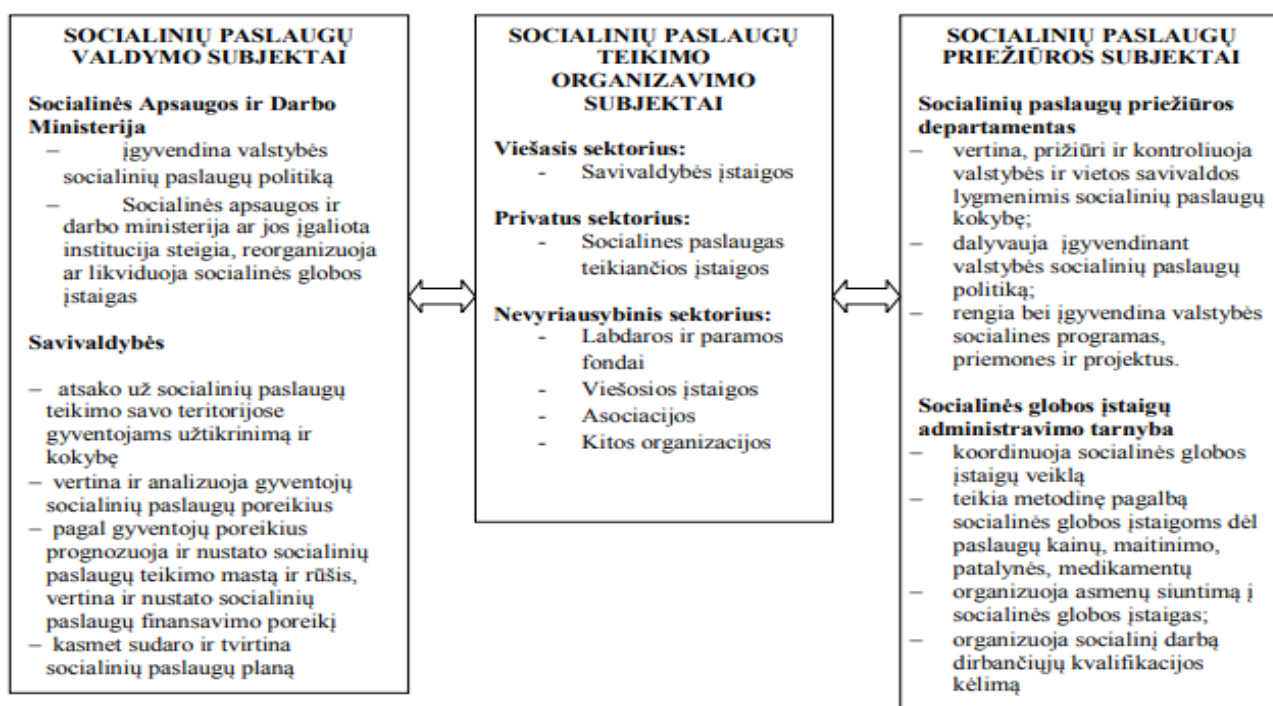 SOCIALINIŲ PASLAUGŲ
VALDYMO SUBJEKTAI
Socialinės Apsaugos ir Darbo
Ministerija
– įgyvendina valstybės
socialinių paslaugų politiką
– Socialinės apsaugos ir
darbo ministerija ar jos įgaliota
institucija steigia, reorganizuoja
ar likviduoja socialinės globos
įstaigas
Savivaldybės
– atsako už socialinių paslaugų
teikimo savo teritorijose
gyventojams užtikrinimą ir
kokybę
– vertina ir analizuoja gyventojų
socialinių paslaugų poreikius
– pagal gyventojų poreikius
prognozuoja ir nustato socialinių
paslaugų teikimo mastą ir rūšis,
vertina ir nustato socialinių
paslaugų finansavimo poreikį
– kasmet sudaro ir tvirtina
socialinių paslaugų planą
SOCIALINIŲ PASLAUGŲ
TEIKIMO
ORGANIZAVIMO
SUBJEKTAI
Viešasis sektorius:
- Savivaldybės įstaigos
Privatus sektorius:
- Socialines paslaugas
teikiančios įstaigos
Nevyriausybinis sektorius:
- Labdaros ir paramos
fondai
- Viešosios įstaigos
- Asociacijos
- Kitos organizacijos
SOCIALINIŲ PASLAUGŲ
PRIEŽIŪROS SUBJEKTAI
Socialinių paslaugų priežiūros
departamentas
– vertina, prižiūri ir kontroliuoja
valstybės ir vietos savivaldos
lygmenimis socialinių paslaugų
kokybę;
– dalyvauja įgyvendinant
valstybės socialinių paslaugų
politiką;
– rengia bei įgyvendina valstybės
socialines programas,
priemones ir projektus.
Socialinės globos įstaigų
administravimo tarnyba
– koordinuoja socialinės globos
įstaigų veiklą
– teikia metodinę pagalbą
socialinės globos įstaigoms dėl
paslaugų kainų, maitinimo,
patalynės, medikamentų
– organizuoja asmenų siuntimą į
socialinės globos įstaigas;
– organizuoja socialinį darbą
dirbančiųjų kvalifikacijos
kėlimą